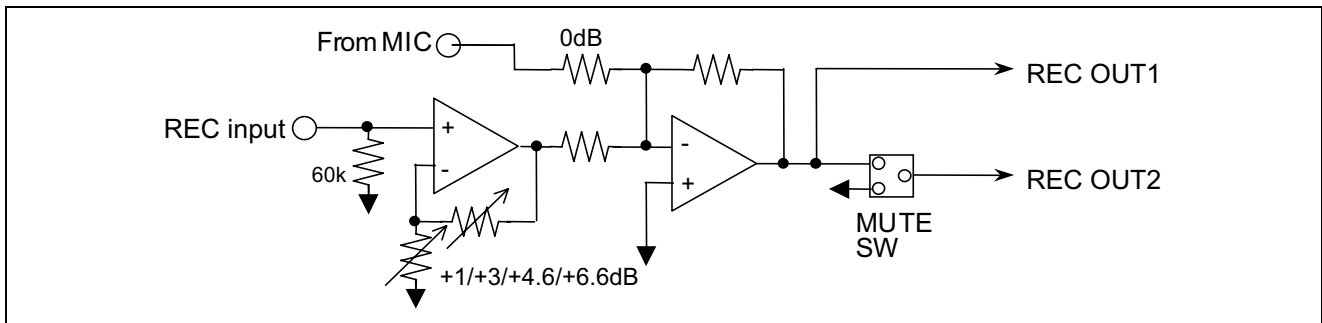 From MIC
0dB
REC OUT1
REC input
+
-
60k
-
+
REC OUT2
MUTE
SW
+1/+3/+4.6/+6.6dB